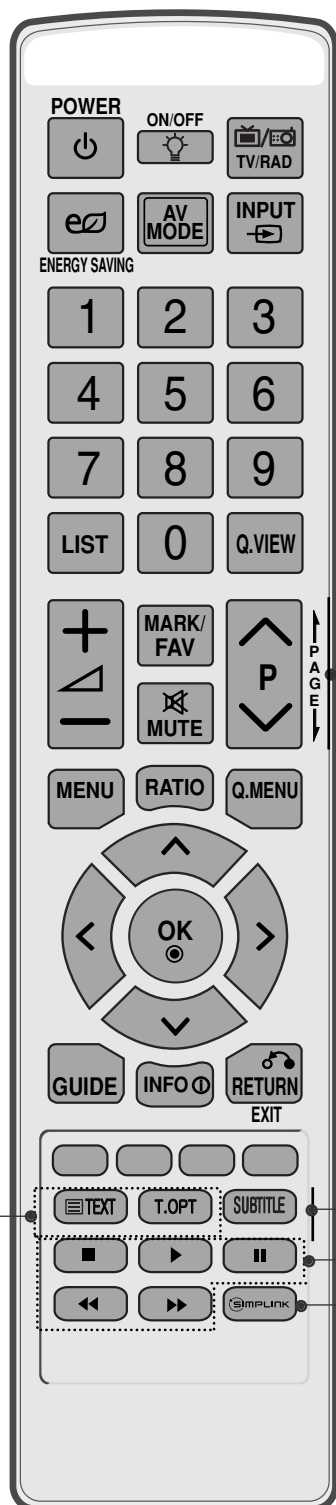 POWER
ON/OFF
TV/RAD
e
ENERGY SAVING
AV
MODE
INPUT
1
2
3
4
5
6
7
8
9
LIST
0
Q.VIEW
MARK/
FAV
MUTE
P
PAGE
MENU
RATIO
Q.MENU
OK
GUIDE
INFO i
RETURN
EXIT
TEXT
T.OPT
SUBTITLE
SIMPLINK